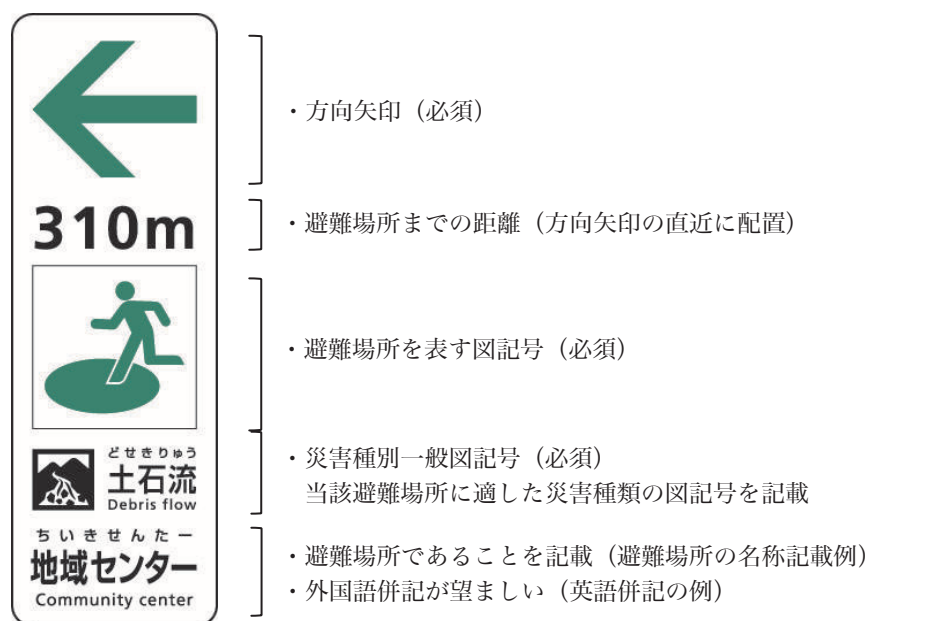 ・方向矢印（必須）
310m
・避難場所までの距離（方向矢印の直近に配置）
・避難場所を表す図記号（必須）
どせきりゅう
土石流
Debris flow
・災害種別一般図記号（必須）
当該避難場所に適した災害種類の図記号を記載
ちいきせんたー
地域センター
Community center
・避難場所であることを記載（避難場所の名称記載例）
・外国語併記が望ましい（英語併記の例）